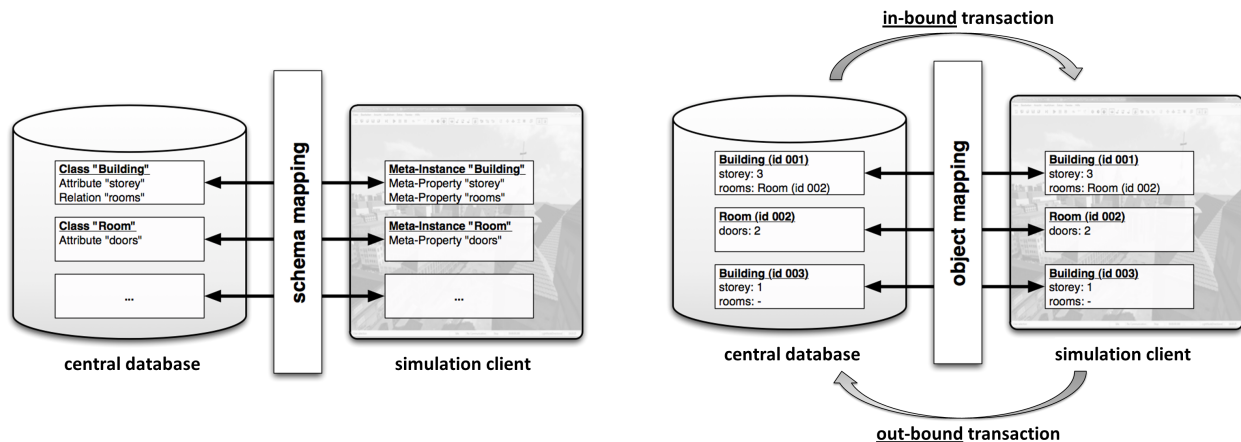 schema mapping
Class "Building"
Attribute "storey"
Relation "rooms"
Class "Room"
Attribute "doors"
...
central database
Meta-Instance "Building"
Meta-Property "storey"
Meta-Property "rooms"
Meta-Instance "Room"
Meta-Property "doors"
...
simulation client
in-bound transaction
object mapping
Building (id 001)
storey: 3
rooms: Room (id 002)
Room (id 002)
doors: 2
Building (id 003)
storey: 1
rooms: -
central database
Building (id 001)
storey: 3
rooms: Room (id 002)
Room (id 002)
doors: 2
Building (id 003)
storey: 1
rooms: -
simulation client
out-bound transaction